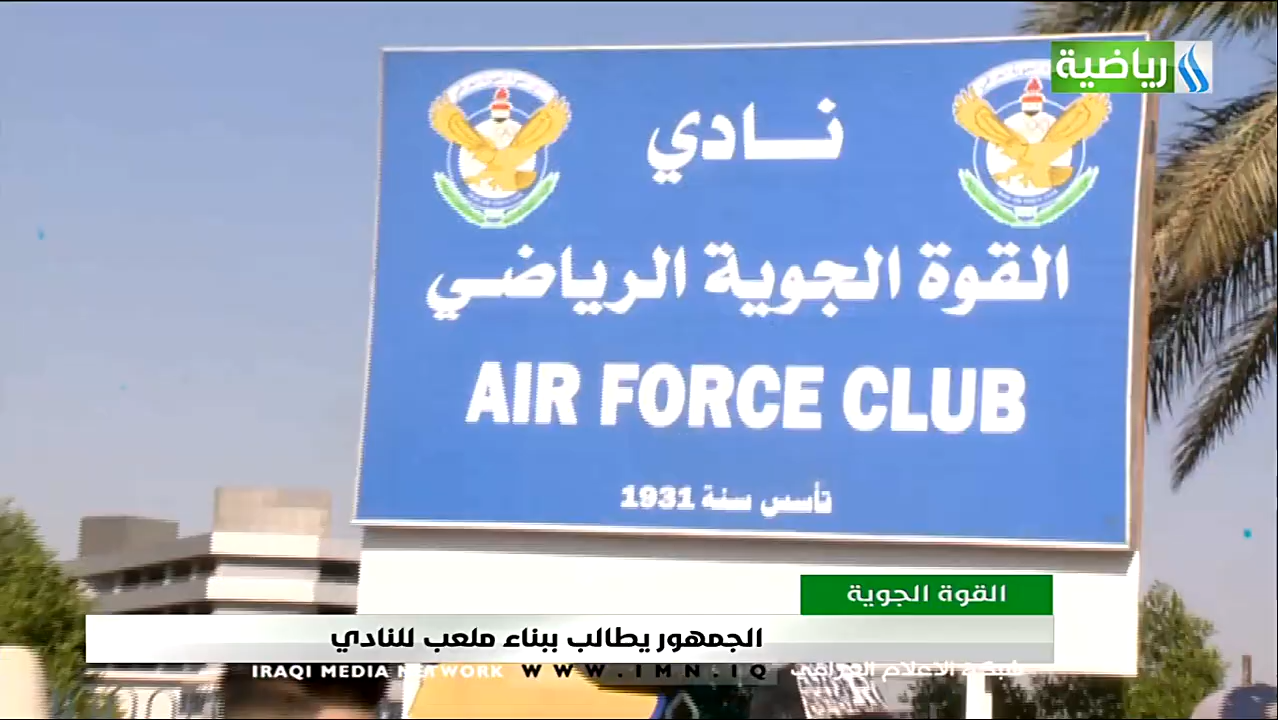 رياضية
نادي
القوة الجوية الرياضي
AIR FORCE CLUB
تأسس سنة 1931
القوة الجوية
الجمهور يطالب ببناء ملعب للنادي
IRAQI MEDIA NETWORK WWW.IMN.IQ شبكة الاعلام العراقي